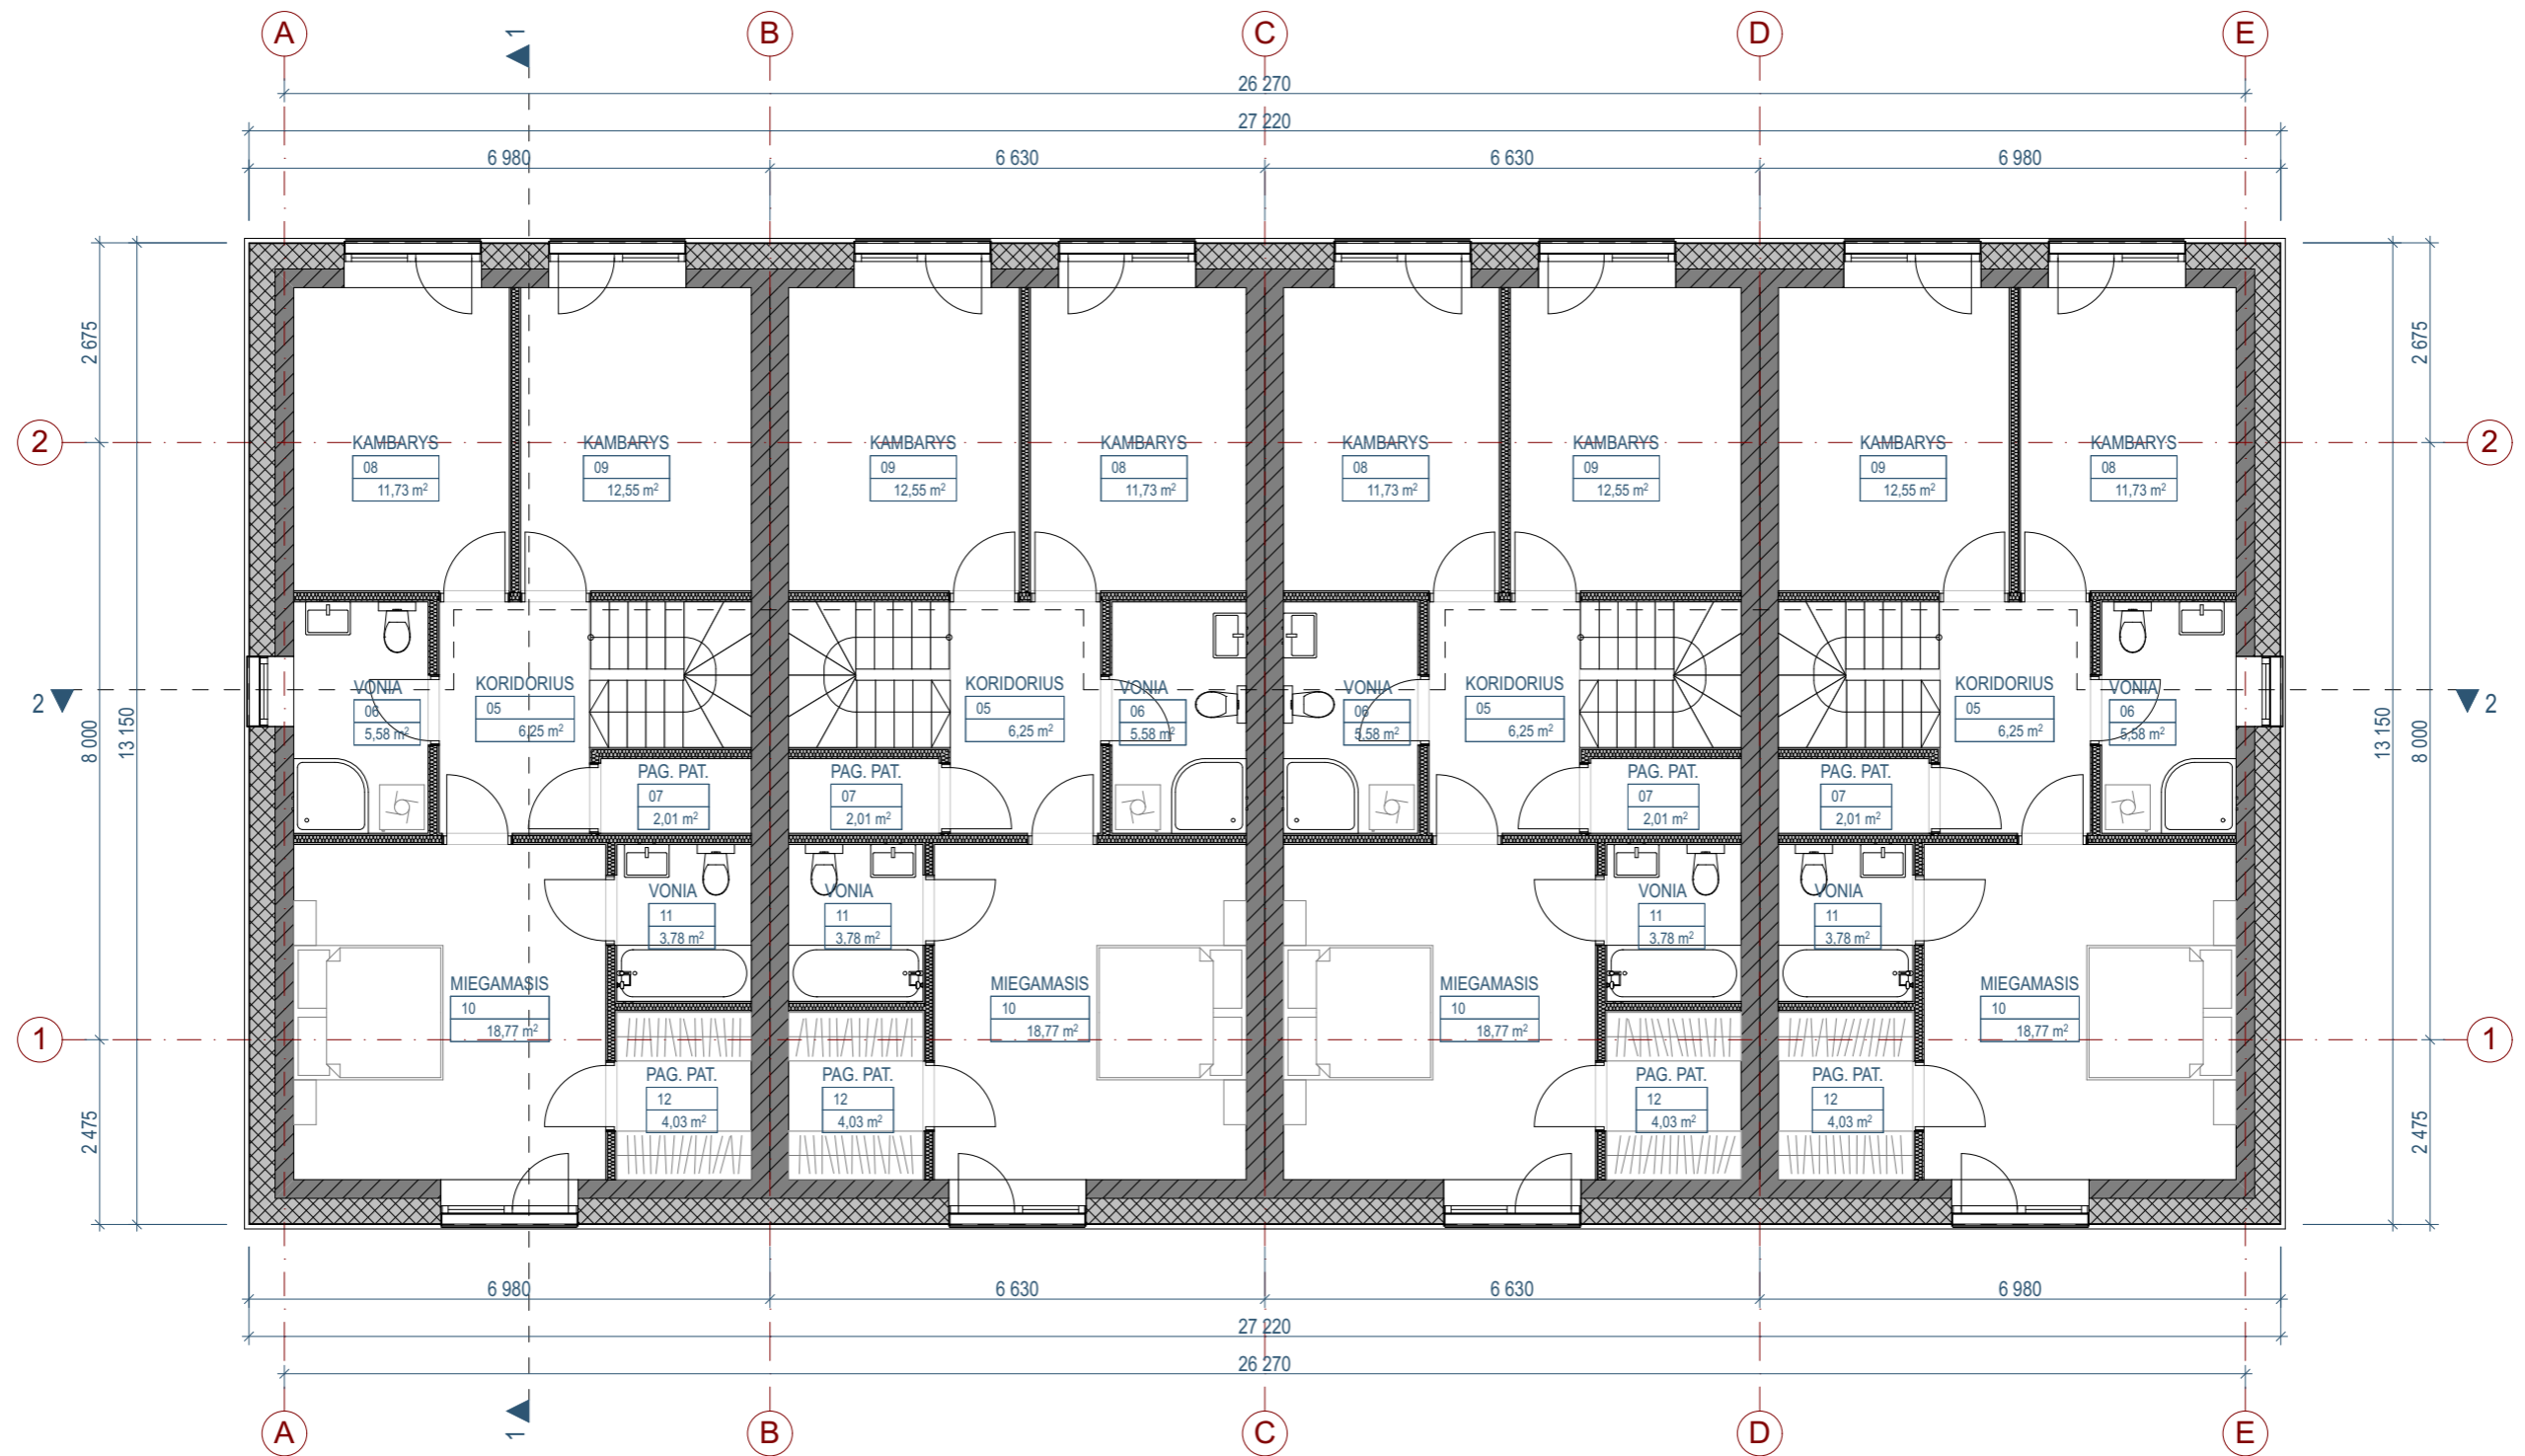 A 1 B C D E
26 270
27 220
6 980 6 630 6 630 6 980
2 675 2 675
KAMBARYS KAMBARYS KAMBARYS KAMBARYS KAMBARYS KAMBARYS KAMBARYS KAMBARYS
2 2
08 09 09 08 08 09 09 08
11,73 m² 12,55 m² 12,55 m² 11,73 m² 11,73 m² 12,55 m² 12,55 m² 11,73 m²
VONIA KORIDORIUS KORIDORIUS VONIA VONIA KORIDORIUS KORIDORIUS VONIA
2 2
06 05 05 06 06 05 05 06
5,58 m² 6,25 m² 6,25 m² 5,58 m² 5,58 m² 6,25 m² 6,25 m² 5,58 m²
8 000 13 150 13 150 8 000
PAG. PAT. PAG. PAT. PAG. PAT. PAG. PAT.
07 07 07 07
2,01 m² 2,01 m² 2,01 m² 2,01 m²
VONIA VONIA VONIA VONIA
11 11 11 11
3,78 m² 3,78 m² 3,78 m² 3,78 m²
MIEGAMASIS MIEGAMASIS MIEGAMASIS MIEGAMASIS
10 10 10 10
18,77 m² 18,77 m² 18,77 m² 18,77 m²
1 1
PAG. PAT. PAG. PAT. PAG. PAT. PAG. PAT.
12 12 12 12
4,03 m² 4,03 m² 4,03 m² 4,03 m²
2 475 2 475
6 980 6 630 6 630 6 980
27 220
26 270
A 1 B C D E